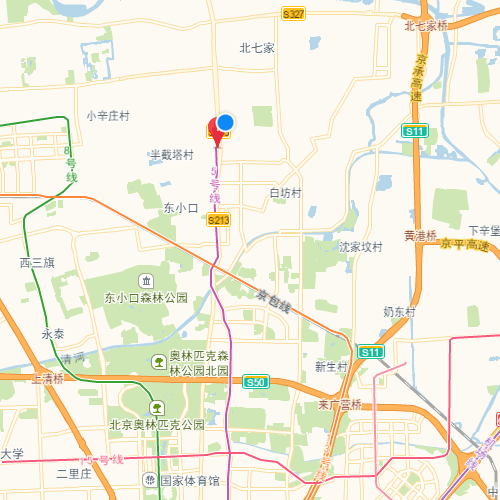 S327
北七家桥
北七家
京承高速
小辛庄村
S11
8号线
半截塔村
5号线
白坊村
东小口
S213
下辛堡
黄港桥
京平高速
沈家坟村
西三旗
东小口森林公园
京包线
奶东村
永泰
清河
奥林匹克森
林公园北园
S11
新生村
上清桥
S50
来广营桥
北京奥林匹克公园
大学
15号线
二里庄
国家体育馆